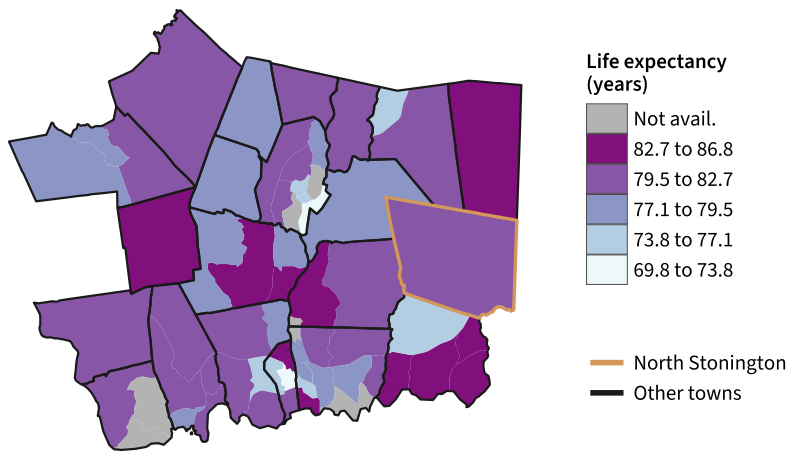 Life expectancy
(years)
Not avail.
82.7 to 86.8
79.5 to 82.7
77.1 to 79.5
73.8 to 77.1
69.8 to 73.8
North Stonington
Other towns